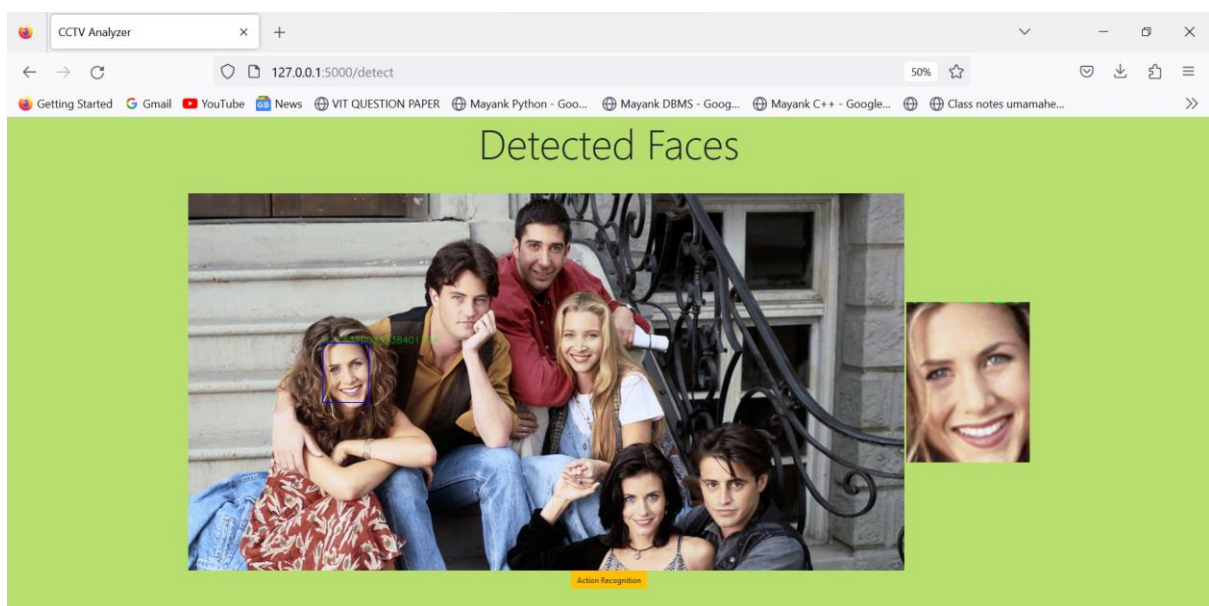 CCTV Analyzer
127.0.0.1:5000/detect 50%
Getting Started Gmail YouTube GB News VIT QUESTION PAPER Mayank Python - Goo... Mayank DBMS - Goog... Mayank C++ - Google... Class notes umamahe...
Detected Faces
Action Recognition